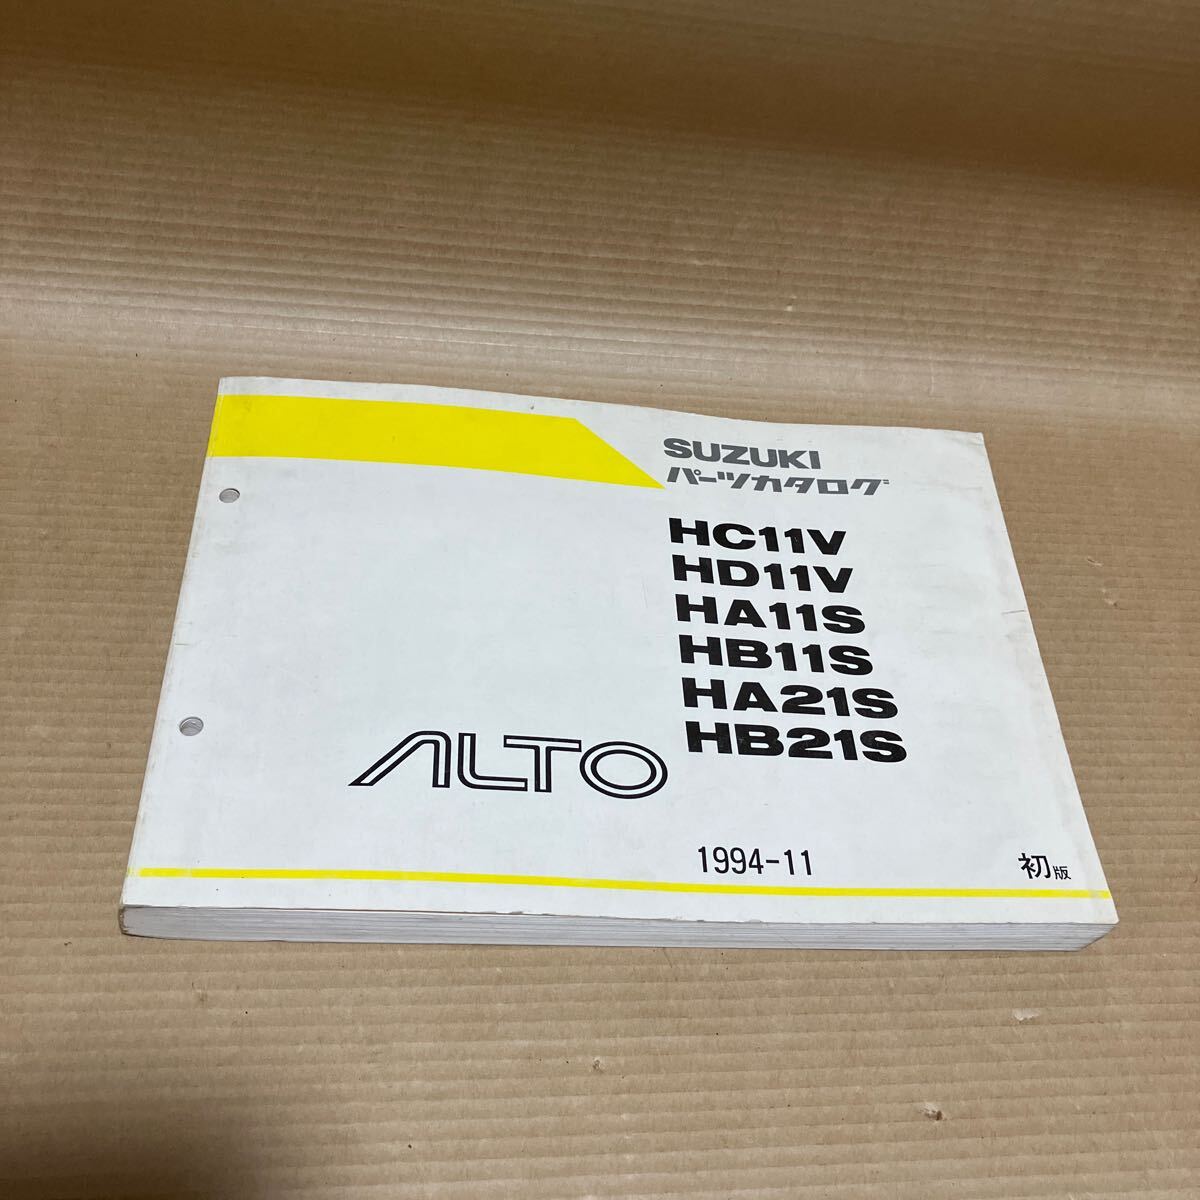 SUZUKI
パーツカタログ
HC11V
HD11V
HA11S
HB11S
HA21S
HB21S
ALTO
1994-11
初版